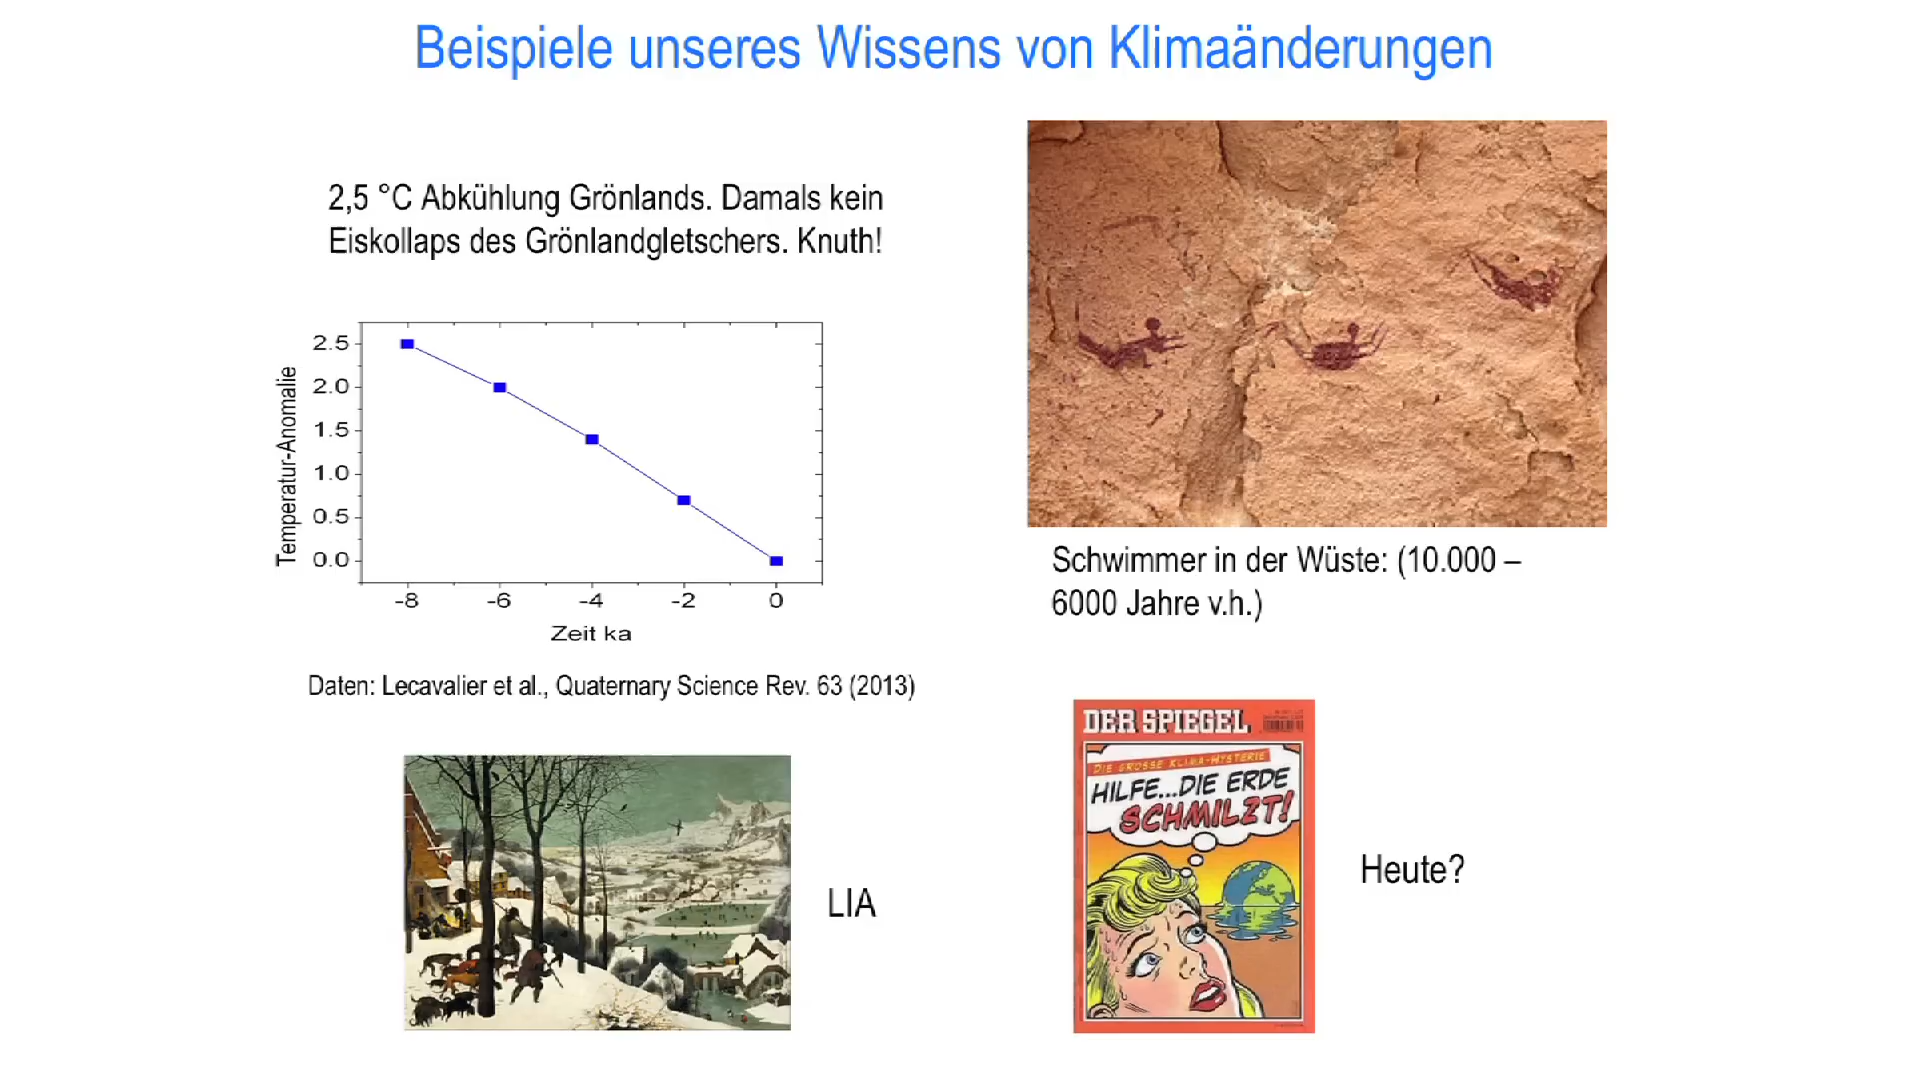 Beispiele unseres Wissens von Klimaänderungen
2,5 °C Abkühlung Grönlands. Damals kein
Eiskollaps des Grönlandgletschers. Knuth!
Temperatur-Anomalie
2.5
2.0
1.5
1.0
0.5
0.0
-8 -6 -4 -2 0
Zeit ka
Daten: Lecavalier et al., Quaternary Science Rev. 63 (2013)
Schwimmer in der Wüste: (10.000 –
6000 Jahre v.h.)
LIA
DER SPIEGEL
DIE GROSSE KLIMA-HYSTERIE
HILFE...DIE ERDE
SCHMILZT!
Heute?